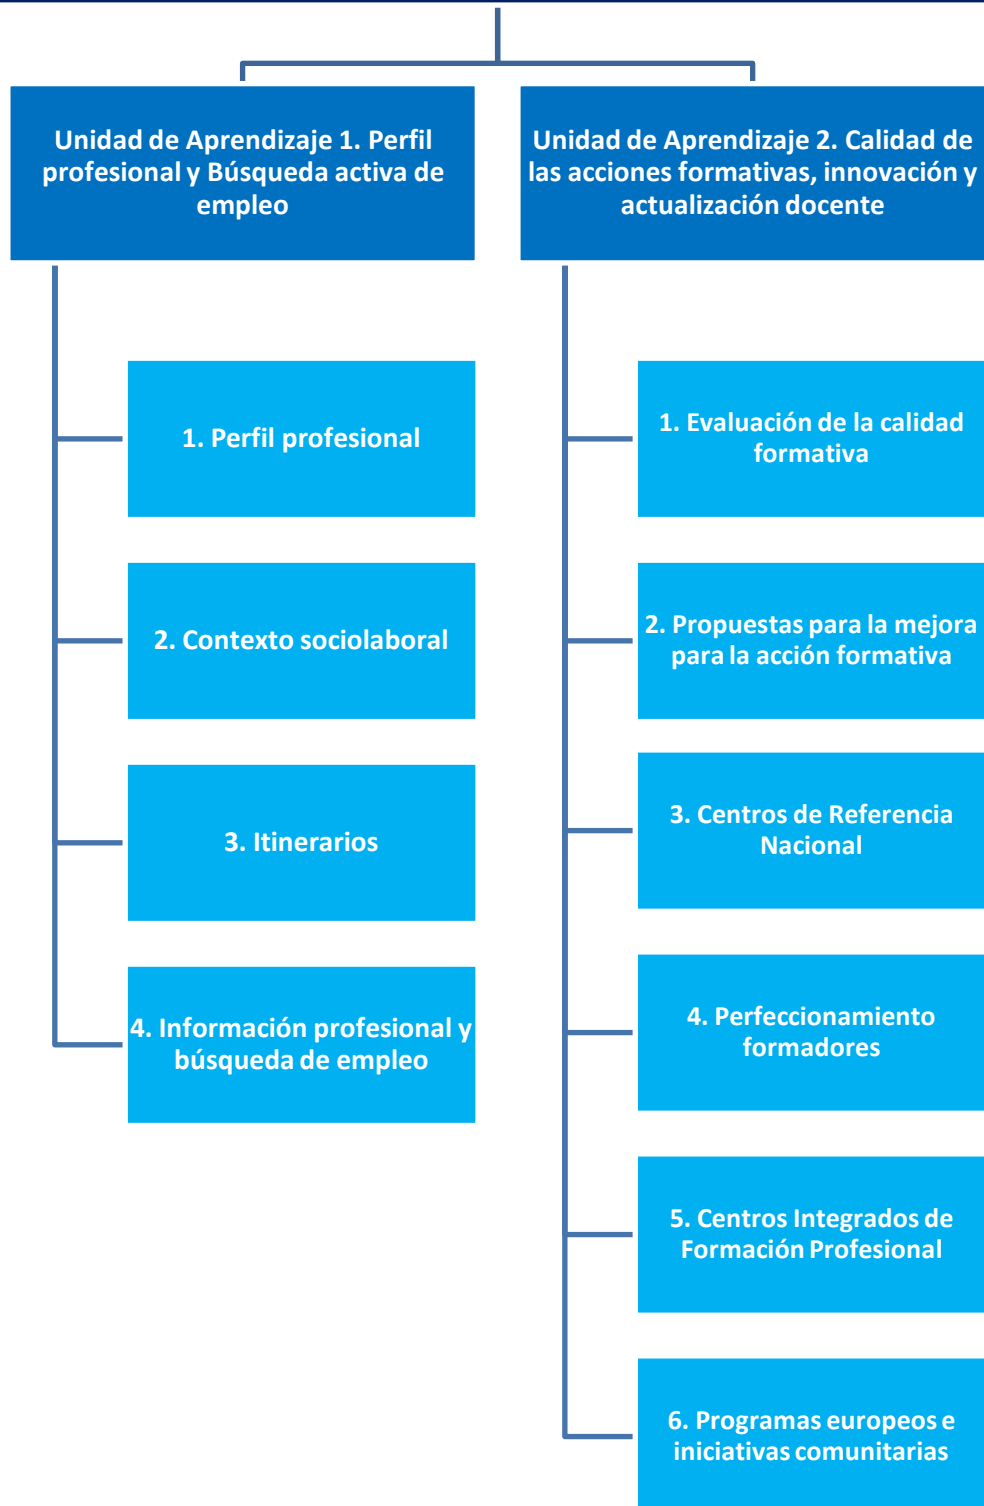 Unidad de Aprendizaje 1. Perfil
profesional y Búsqueda activa de
empleo
1. Perfil profesional
2. Contexto sociolaboral
3. Itinerarios
4. Información profesional y
búsqueda de empleo
Unidad de Aprendizaje 2. Calidad de
las acciones formativas, innovación y
actualización docente
1. Evaluación de la calidad
formativa
2. Propuestas para la mejora
para la acción formativa
3. Centros de Referencia
Nacional
4. Perfeccionamiento
formadores
5. Centros Integrados de
Formación Profesional
6. Programas europeos e
iniciativas comunitarias